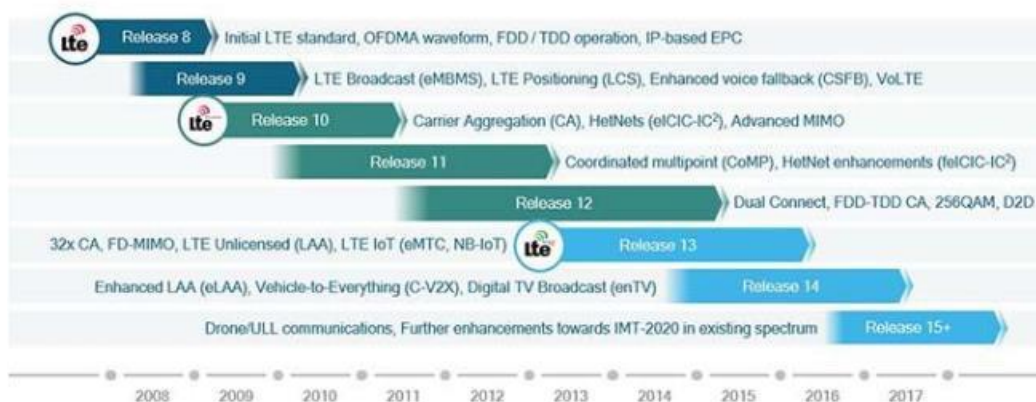 Lte Release 8 Initial LTE standard, OFDMA waveform, FDD / TDD operation, IP-based EPC
Release 9 LTE Broadcast (eMBMS), LTE Positioning (LCS), Enhanced voice fallback (CSFB), VoLTE
Lte Release 10 Carrier Aggregation (CA), HetNets (eICIC-IC²), Advanced MIMO
Release 11 Coordinated multipoint (CoMP), HetNet enhancements (feICIC-IC²)
Release 12 Dual Connect, FDD-TDD CA, 256QAM, D2D
32x CA, FD-MIMO, LTE Unlicensed (LAA), LTE IoT (eMTC, NB-IoT) Lte Release 13
Enhanced LAA (eLAA), Vehicle-to-Everything (C-V2X), Digital TV Broadcast (enTV) Release 14
Drone/ULL communications, Further enhancements towards IMT-2020 in existing spectrum Release 15+
2008 2009 2010 2011 2012 2013 2014 2015 2016 2017